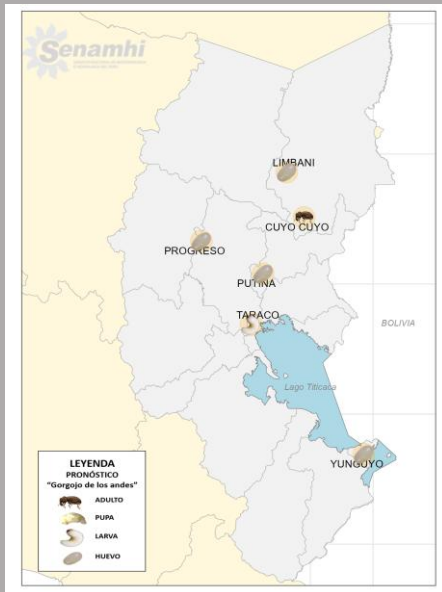 Senamhi
LIMBANI
CUYO CUYO
PROGRESO
PUTINA
TARACO
BOLIVIA
Lago Titicaca
YUNGUYO
LEYENDA
PRONÓSTICO
"Gorgojo de los andes"
ADULTO
PUPA
LARVA
HUEVO